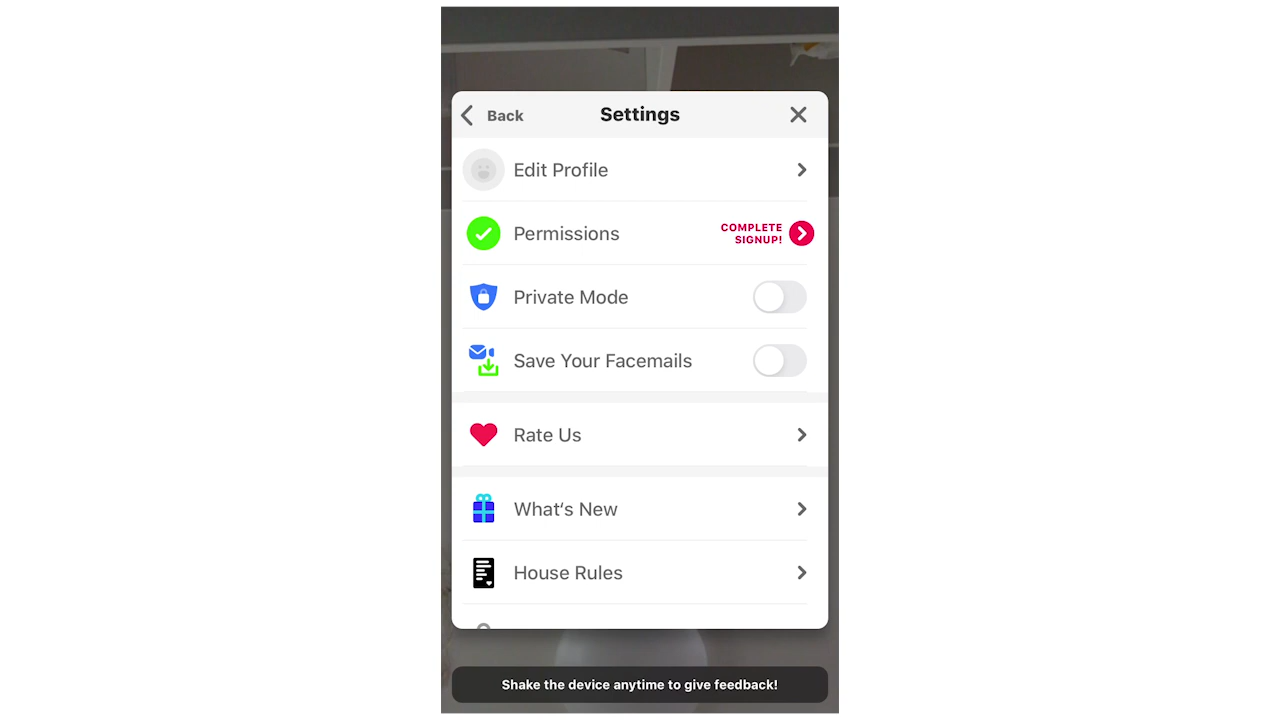 Back
Settings
Edit Profile
Permissions
COMPLETE
SIGNUP!
Private Mode
Save Your Facemails
Rate Us
What's New
House Rules
Shake the device anytime to give feedback!